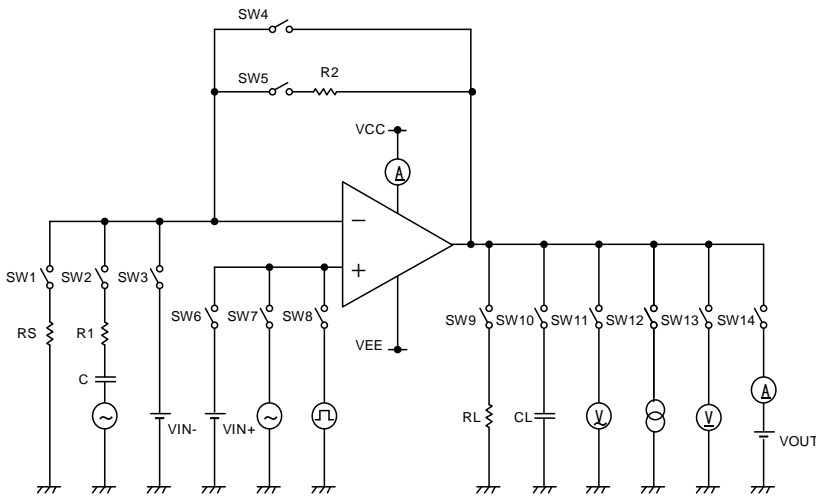 SW4
SW5
R2
VCC
A
−
+
VEE
SW1
SW2
SW3
SW6
SW7
SW8
SW9
SW10
SW11
SW12
SW13
SW14
RS
R1
C
VIN-
VIN+
RL
CL
V
V
A
VOUT